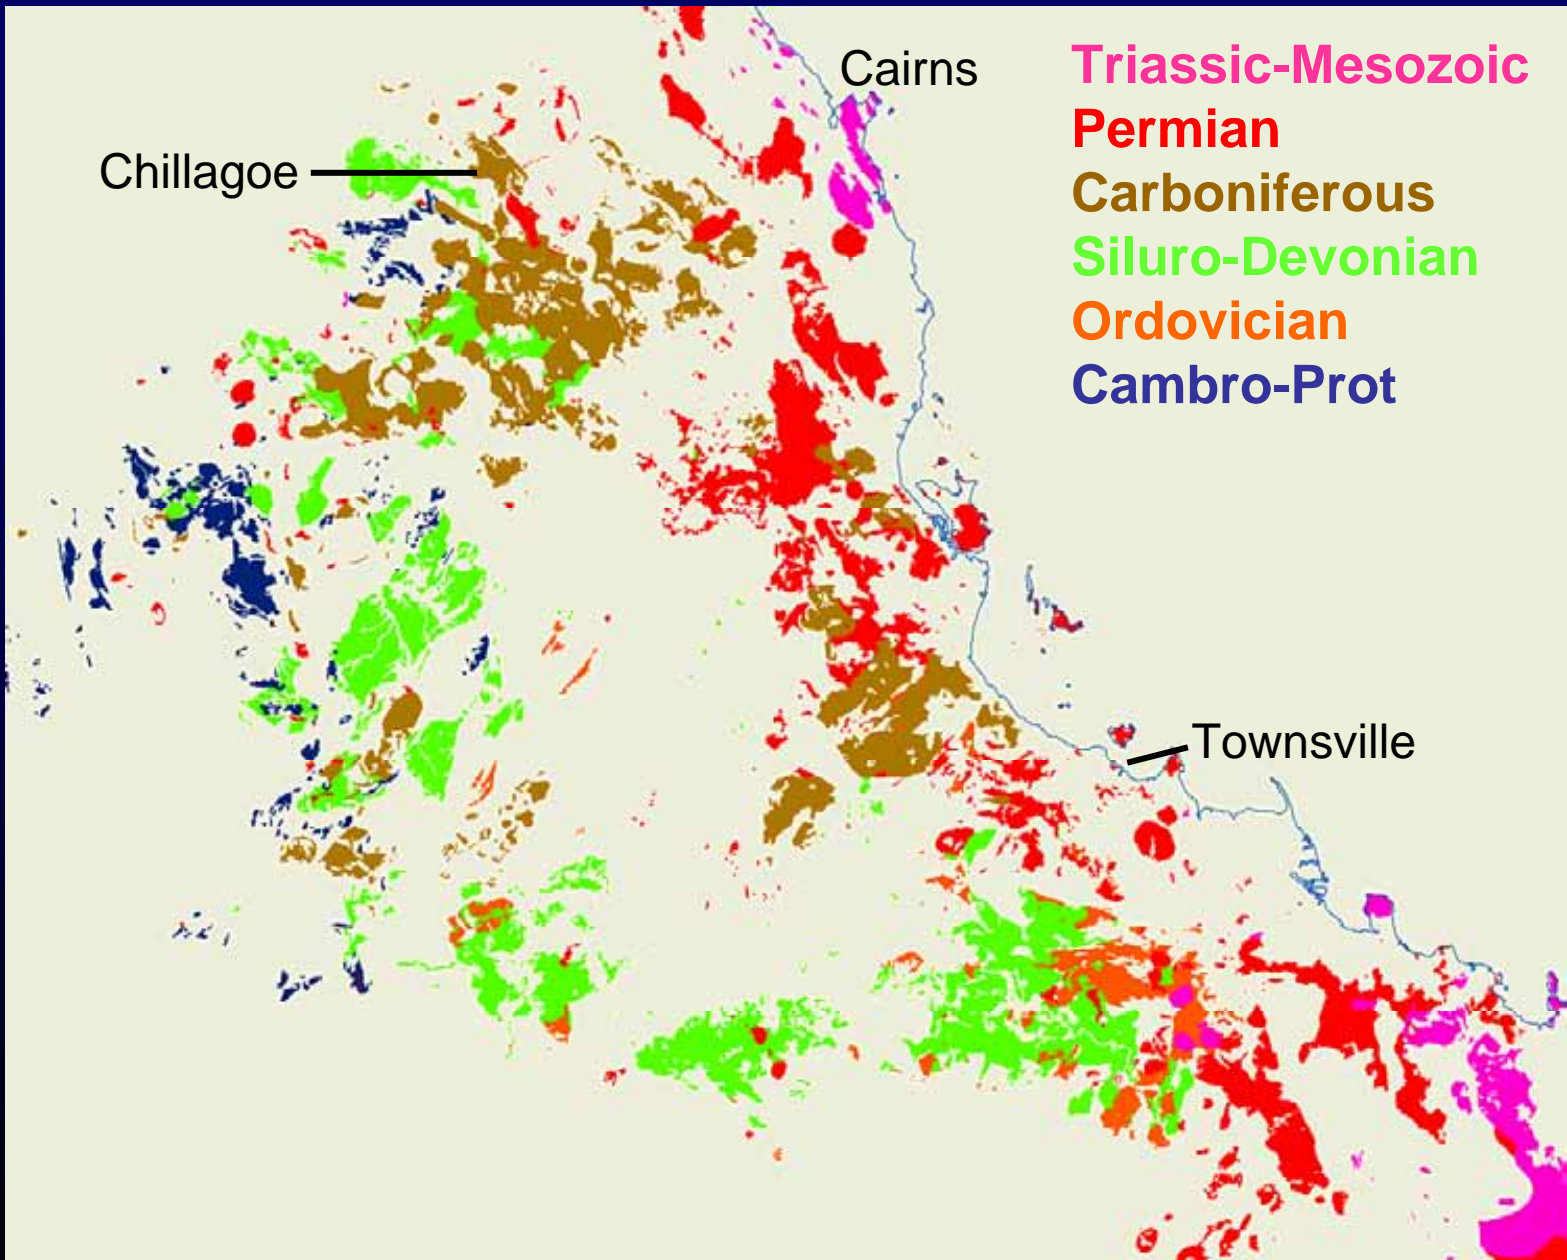 Cairns
Triassic-Mesozoic
Permian
Chillagoe
Carboniferous
Siluro-Devonian
Ordovician
Cambro-Prot
Townsville